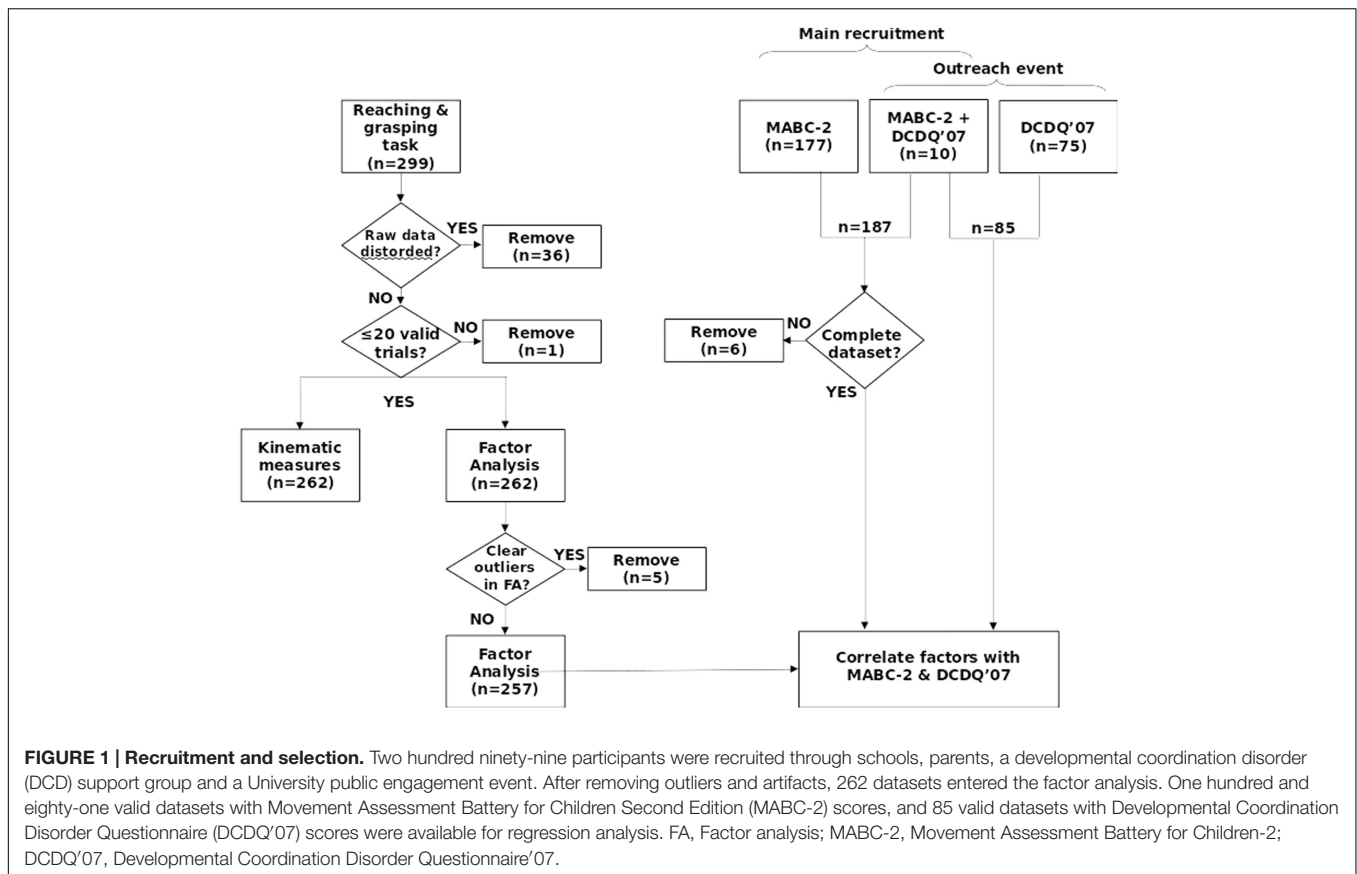 Main recruitment
Outreach event
Reaching &
grasping
task
(n=299)
MABC-2
(n=177)
MABC-2 +
DCDQ'07
(n=10)
DCDQ'07
(n=75)
Raw data
distorded?
YES
Remove
(n=36)
n=187
n=85
NO
≤20 valid
trials?
NO
Remove
(n=1)
Remove
(n=6)
NO
Complete
dataset?
YES
YES
Kinematic
measures
(n=262)
Factor
Analysis
(n=262)
Clear
outliers
in FA?
YES
Remove
(n=5)
NO
Factor
Analysis
(n=257)
Correlate factors with
MABC-2 & DCDQ'07
FIGURE 1 | Recruitment and selection. Two hundred ninety-nine participants were recruited through schools, parents, a developmental coordination disorder
(DCD) support group and a University public engagement event. After removing outliers and artifacts, 262 datasets entered the factor analysis. One hundred and
eighty-one valid datasets with Movement Assessment Battery for Children Second Edition (MABC-2) scores, and 85 valid datasets with Developmental Coordination
Disorder Questionnaire (DCDQ′07) scores were available for regression analysis. FA, Factor analysis; MABC-2, Movement Assessment Battery for Children-2;
DCDQ′07, Developmental Coordination Disorder Questionnaire′07.